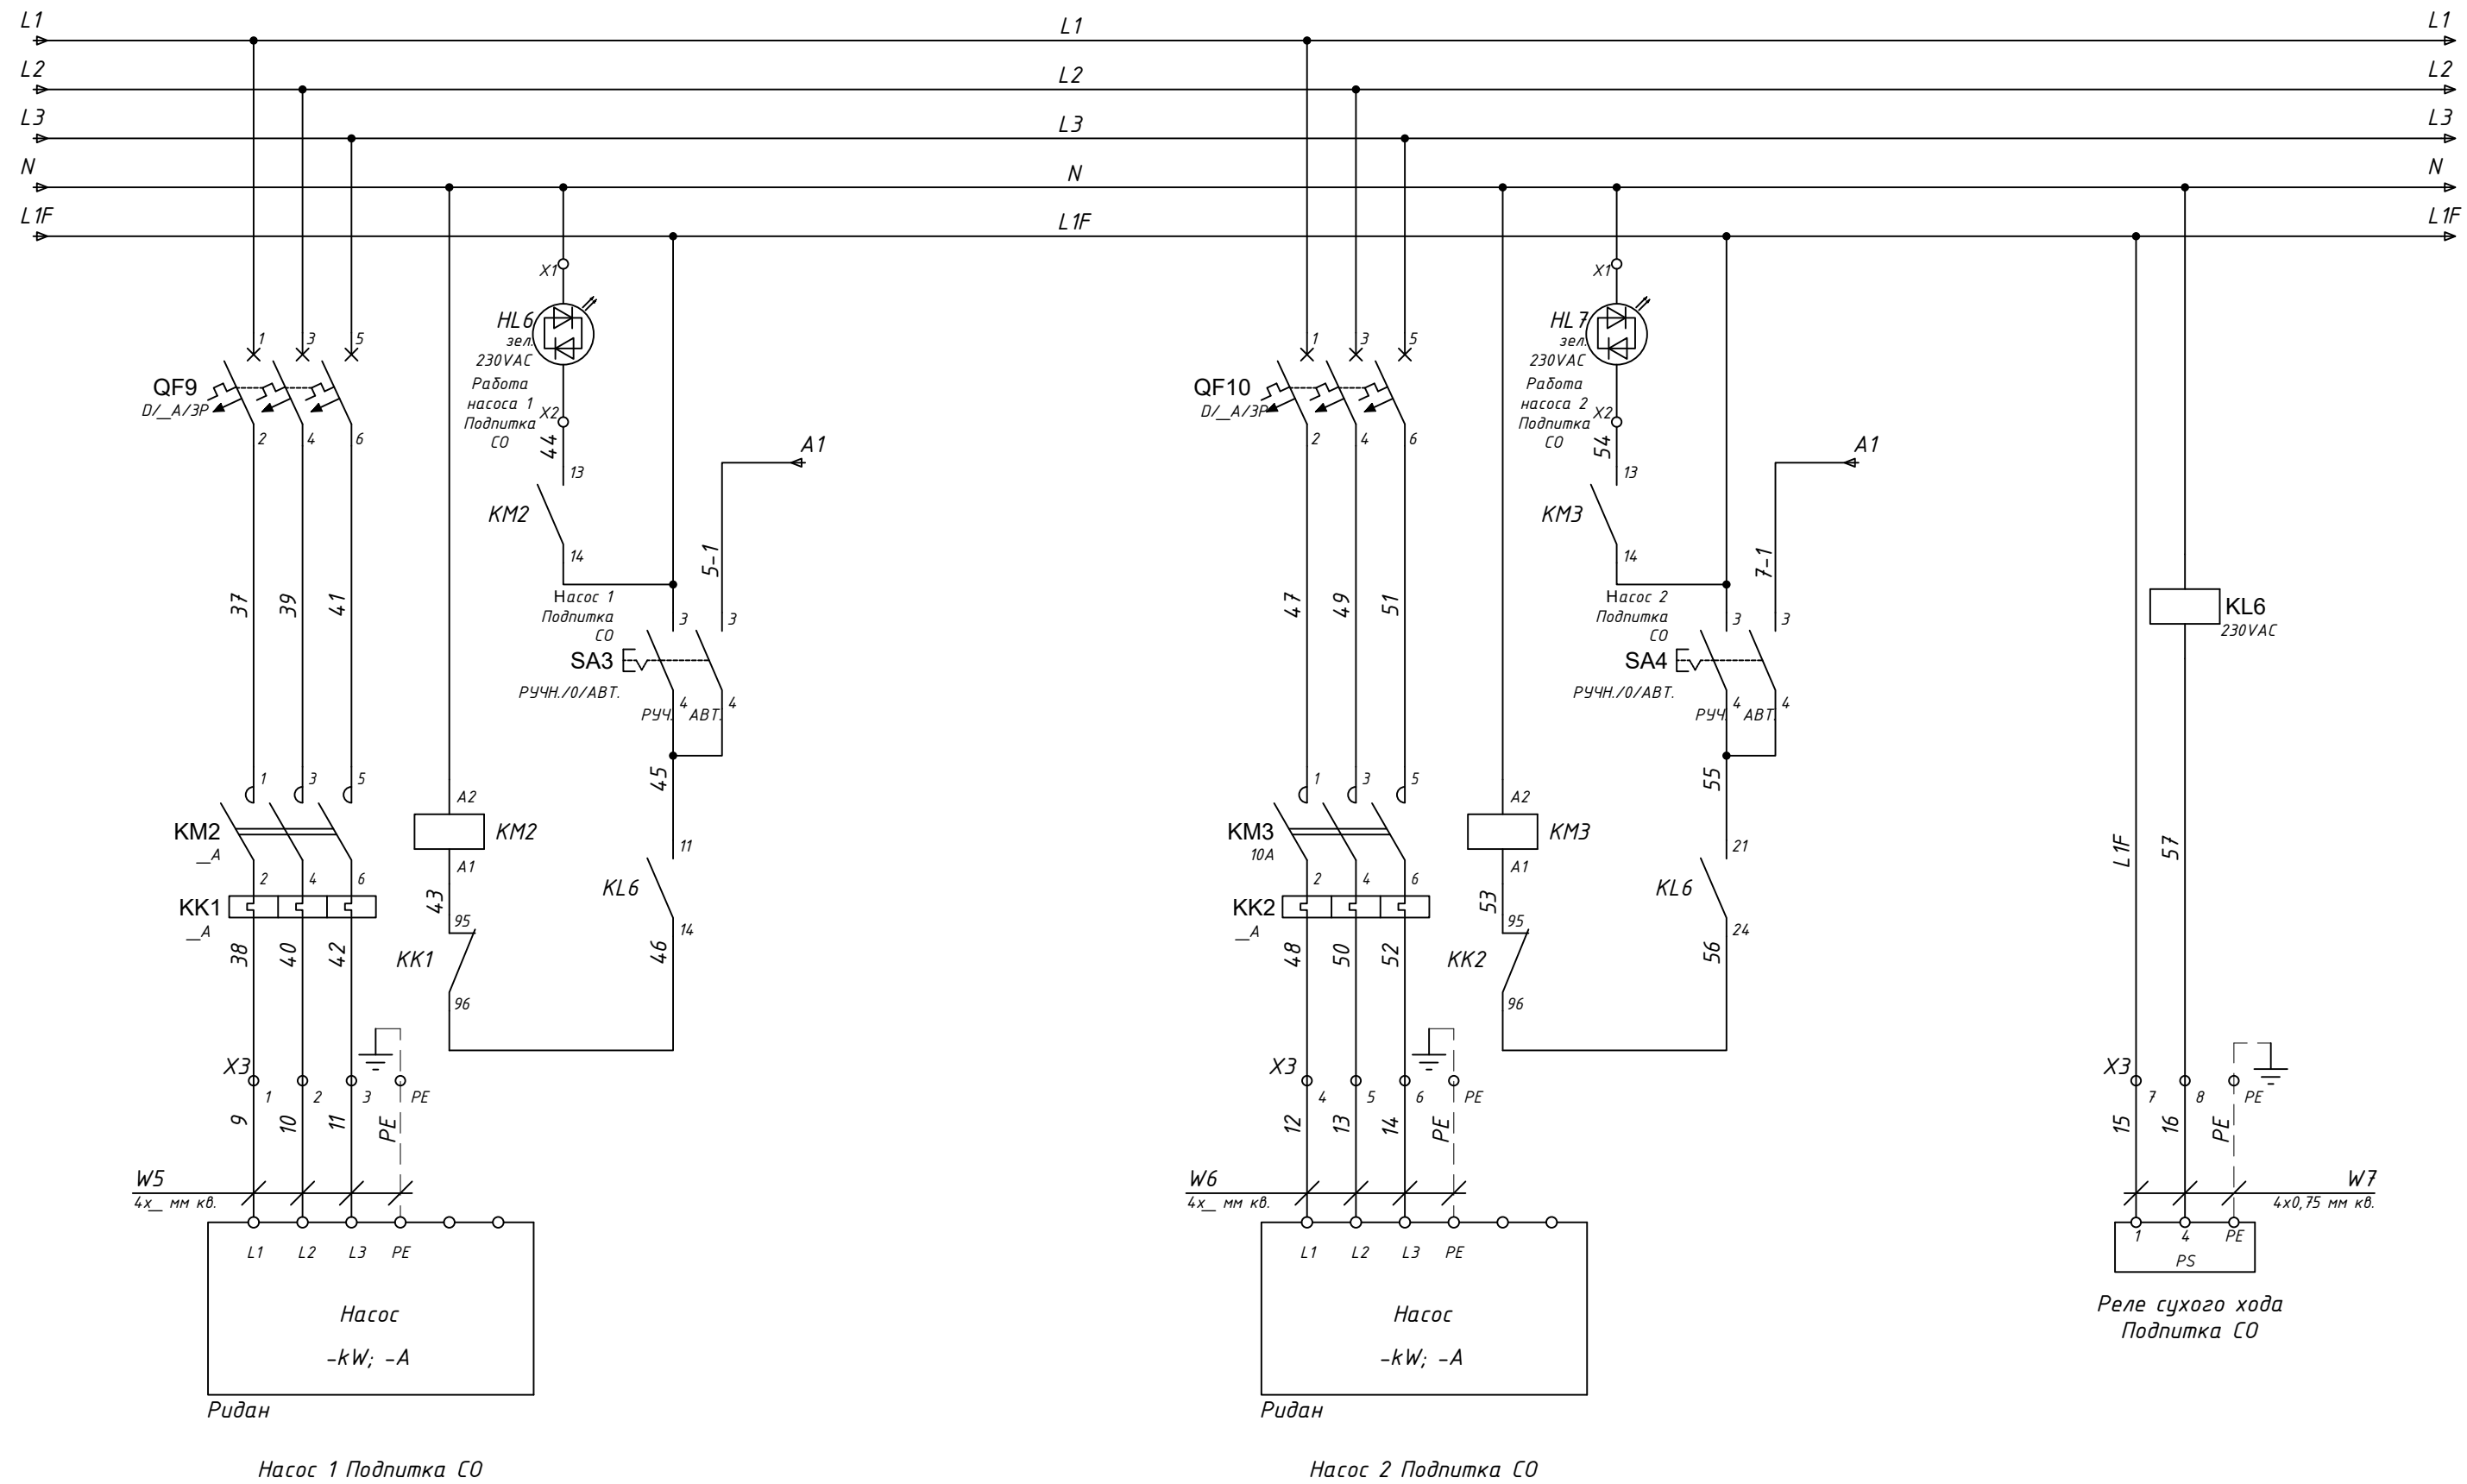 L1 L1 L1
L2 L2 L2
L3 L3 L3
N N N
L1F L1F L1F
1 3 5
QF9
D/__A/3P
2 4 6
37 39 41
1 3 5
KM2
__A
2 4 6
KK1
__A
38 40 42
X3
1 2 3 PE
9 10 11 PE
W5
4x__ мм кв.
L1 L2 L3 PE
Насос
-kW; -A
Ридан
Насос 1 Подпитка СО
A2
KM2
A1
43
95
KK1
96
X1
HL6
зел.
230VAC
Работа
насоса 1
Подпитка
СО
X2
44
13
KM2
14
A1
5-1
Насос 1
Подпитка
СО
3 3
SA3
РУЧН./0/АВТ.
4 4
РУЧ. АВТ.
45
11
KL6
14
46
1 3 5
QF10
D/__A/3P
2 4 6
47 49 51
1 3 5
KM3
10A
2 4 6
KK2
__A
48 50 52
X3
4 5 6 PE
12 13 14 PE
W6
4x__ мм кв.
L1 L2 L3 PE
Насос
-kW; -A
Ридан
Насос 2 Подпитка СО
A2
KM3
A1
53
95
KK2
96
X1
HL7
зел.
230VAC
Работа
насоса 2
Подпитка
СО
X2
54
13
KM3
14
A1
7-1
Насос 2
Подпитка
СО
3 3
SA4
РУЧН./0/АВТ.
4 4
РУЧ. АВТ.
55
21
KL6
24
56
KL6
230VAC
L1F 57
X3
7 8 PE
15 16 PE
W7
4x0,75 мм кв.
1 4 PE
PS
Реле сухого хода
Подпитка СО